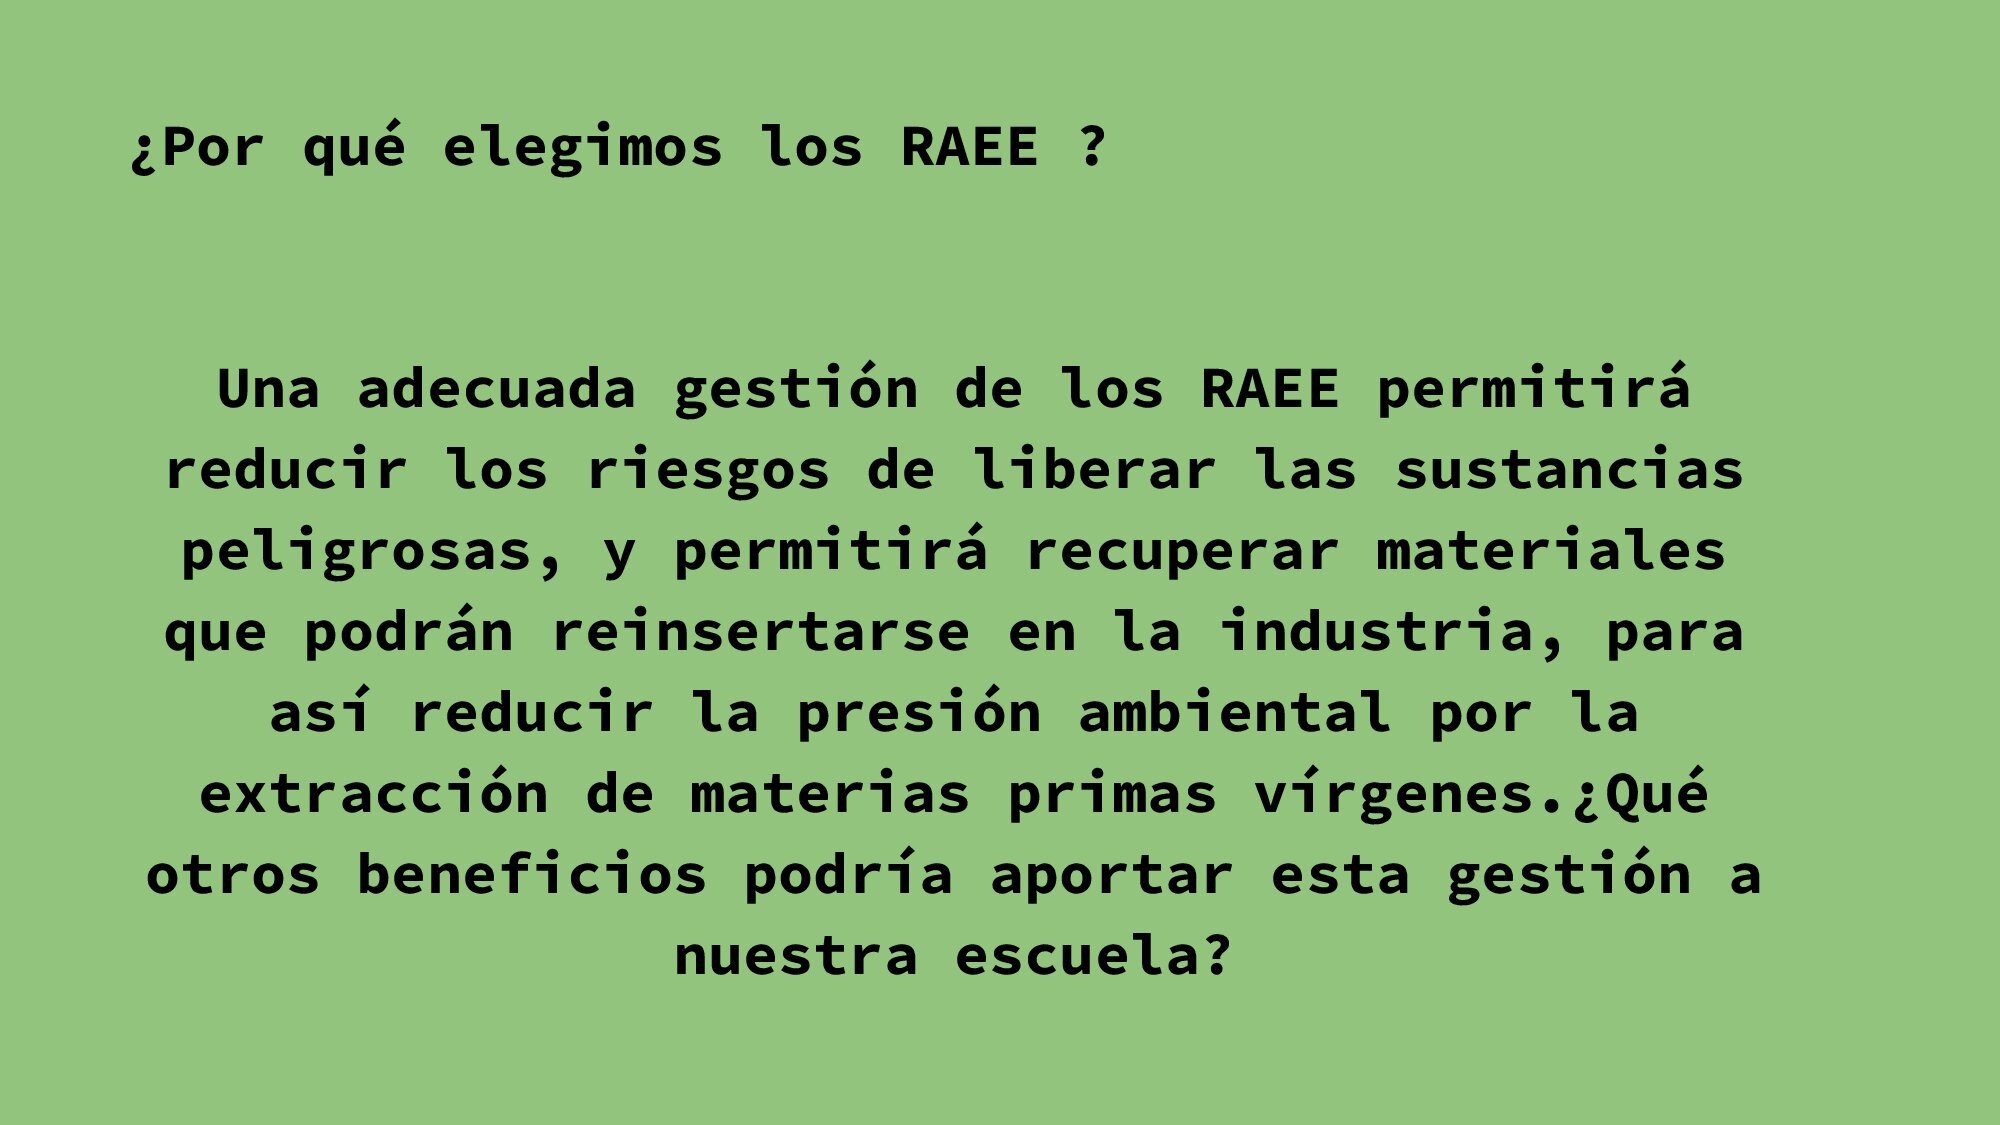 ¿Por qué elegimos los RAEE ?
Una adecuada gestión de los RAEE permitirá
reducir los riesgos de liberar las sustancias
peligrosas, y permitirá recuperar materiales
que podrán reinsertarse en la industria, para
así reducir la presión ambiental por la
extracción de materias primas vírgenes.¿Qué
otros beneficios podría aportar esta gestión a
nuestra escuela?